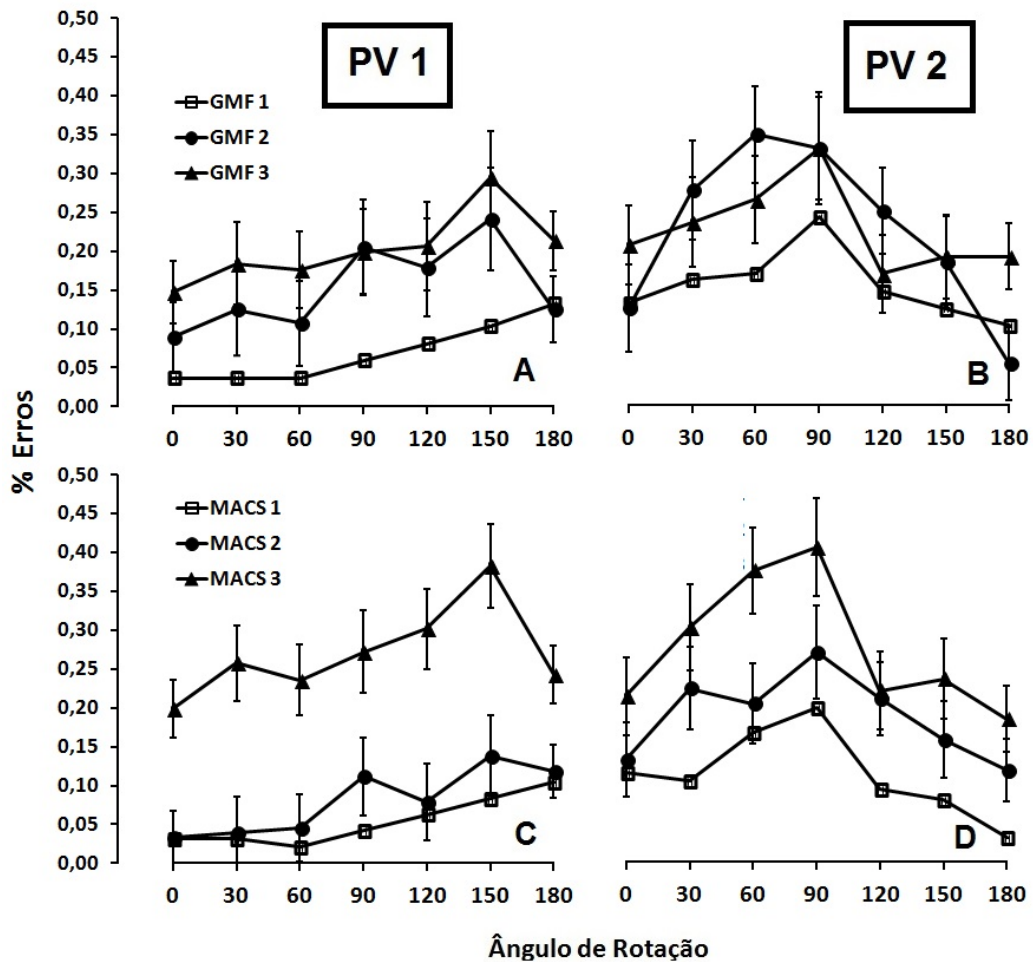 PV 1
PV 2
% Erros
0,50
0,45
0,40
0,35
0,30
0,25
0,20
0,15
0,10
0,05
0,00
GMF 1
GMF 2
GMF 3
A
B
0 30 60 90 120 150 180
0 30 60 90 120 150 180
0,50
0,45
0,40
0,35
0,30
0,25
0,20
0,15
0,10
0,05
0,00
MACS 1
MACS 2
MACS 3
C
D
0 30 60 90 120 150 180
0 30 60 90 120 150 180
Ângulo de Rotação